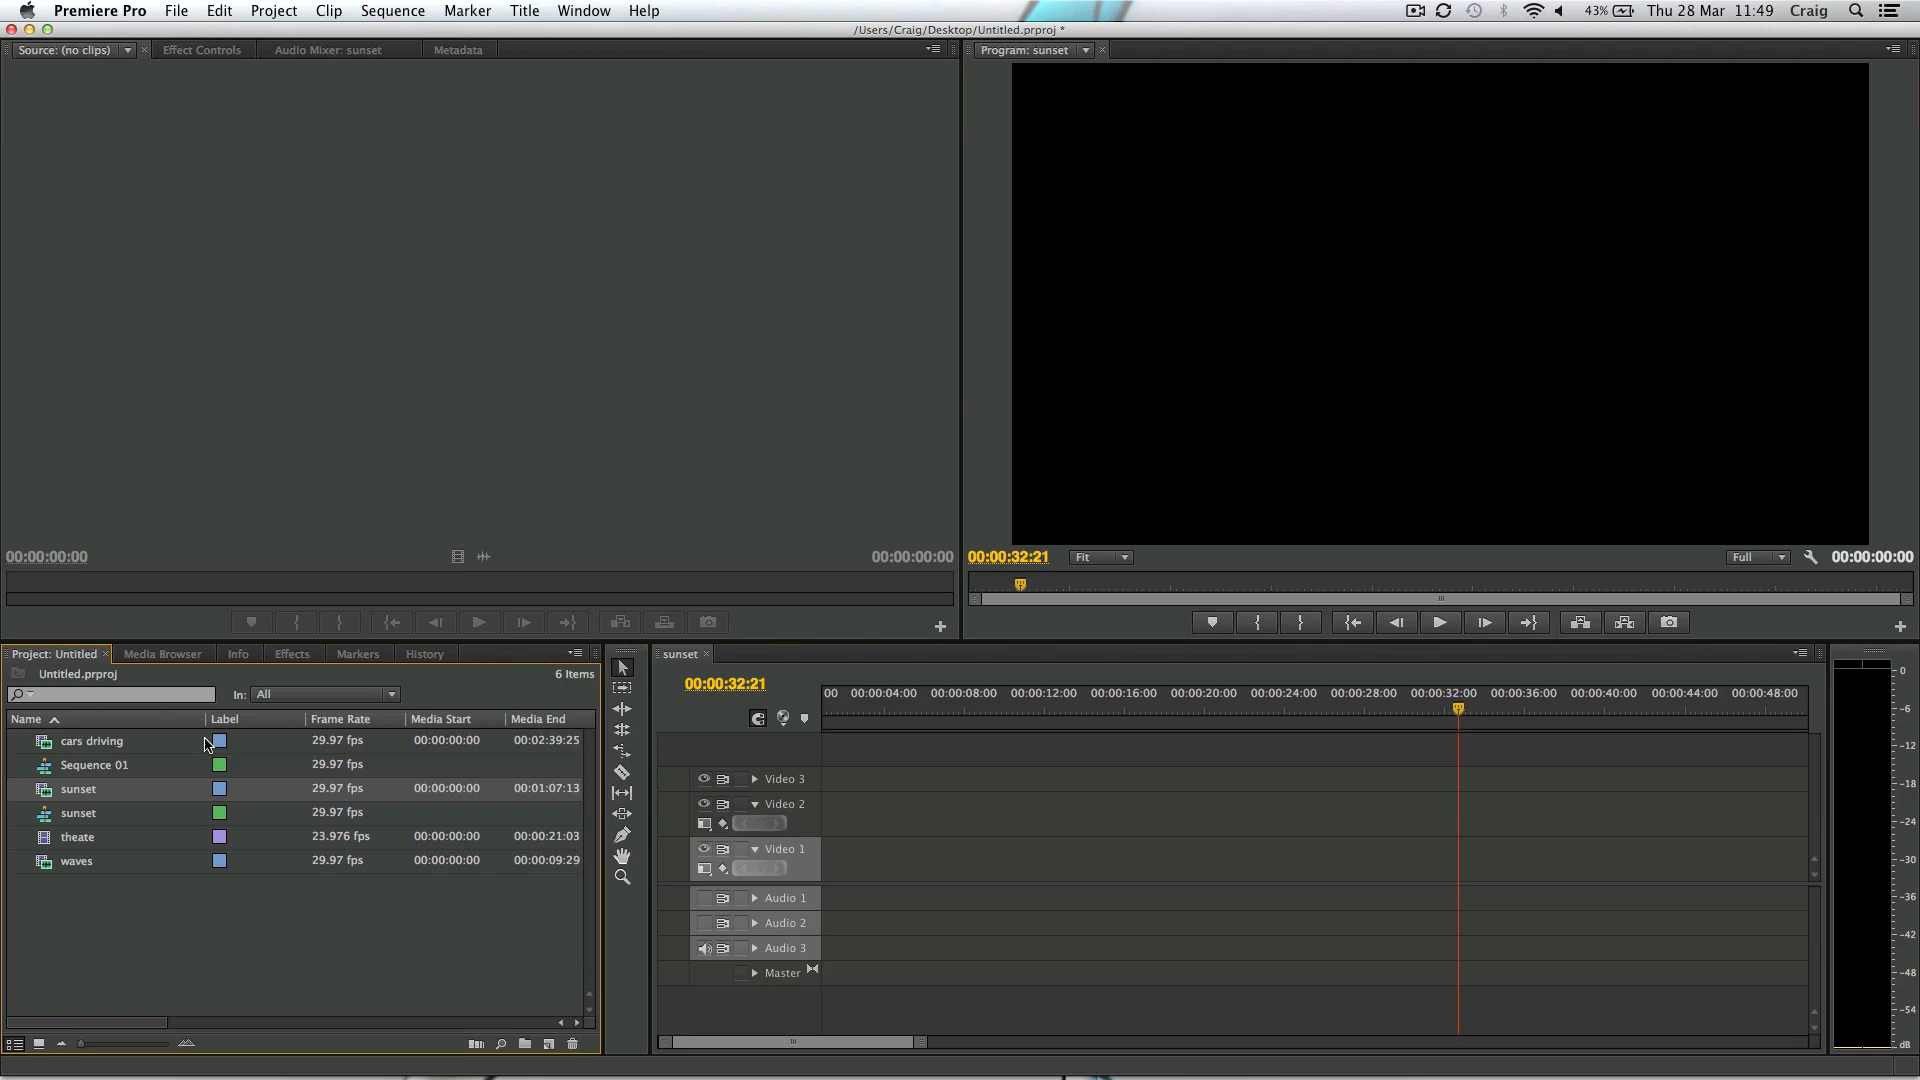 Premiere Pro File Edit Project Clip Sequence Marker Title Window Help 43% Thu 28 Mar 11:49 Craig
/Users/Craig/Desktop/Untitled.prproj *
Source: (no clips) Effect Controls Audio Mixer: sunset Metadata
Program: sunset
00:00:00:00 00:00:00:00
00:00:32:21 Fit Full 00:00:00:00
Project: Untitled Media Browser Info Effects Markers History
Untitled.prproj 6 Items
In: All
Name Label Frame Rate Media Start Media End
cars driving 29.97 fps 00:00:00:00 00:02:39:25
Sequence 01 29.97 fps
sunset 29.97 fps 00:00:00:00 00:01:07:13
sunset 29.97 fps
theate 23.976 fps 00:00:00:00 00:00:21:03
waves 29.97 fps 00:00:00:00 00:00:09:29
sunset
00:00:32:21
00 00:00:04:00 00:00:08:00 00:00:12:00 00:00:16:00 00:00:20:00 00:00:24:00 00:00:28:00 00:00:32:00 00:00:36:00 00:00:40:00 00:00:44:00 00:00:48:00
Video 3
Video 2
Video 1
Audio 1
Audio 2
Audio 3
Master
0
-6
-12
-18
-24
-30
-36
-42
-48
-54
dB